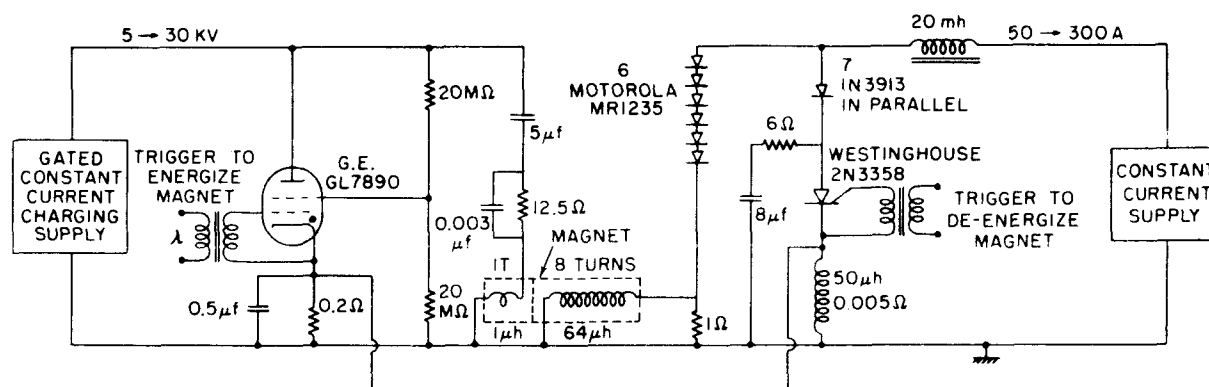 5 → 30 KV
20 mh
50 → 300 A
6
MOTOROLA
MR1235
7
IN3913
IN PARALLEL
20MΩ
5μf
6Ω
GATED
CONSTANT
CURRENT
CHARGING
SUPPLY
TRIGGER TO
ENERGIZE
MAGNET
G.E.
GL7890
WESTINGHOUSE
2N3358
CONSTANT
CURRENT
SUPPLY
λ
12.5Ω
0.003
μf
8μf
TRIGGER TO
DE-ENERGIZE
MAGNET
MAGNET
1T
8 TURNS
0.5μf
0.2Ω
20
MΩ
1μh
64μh
1Ω
50μh
0.005Ω